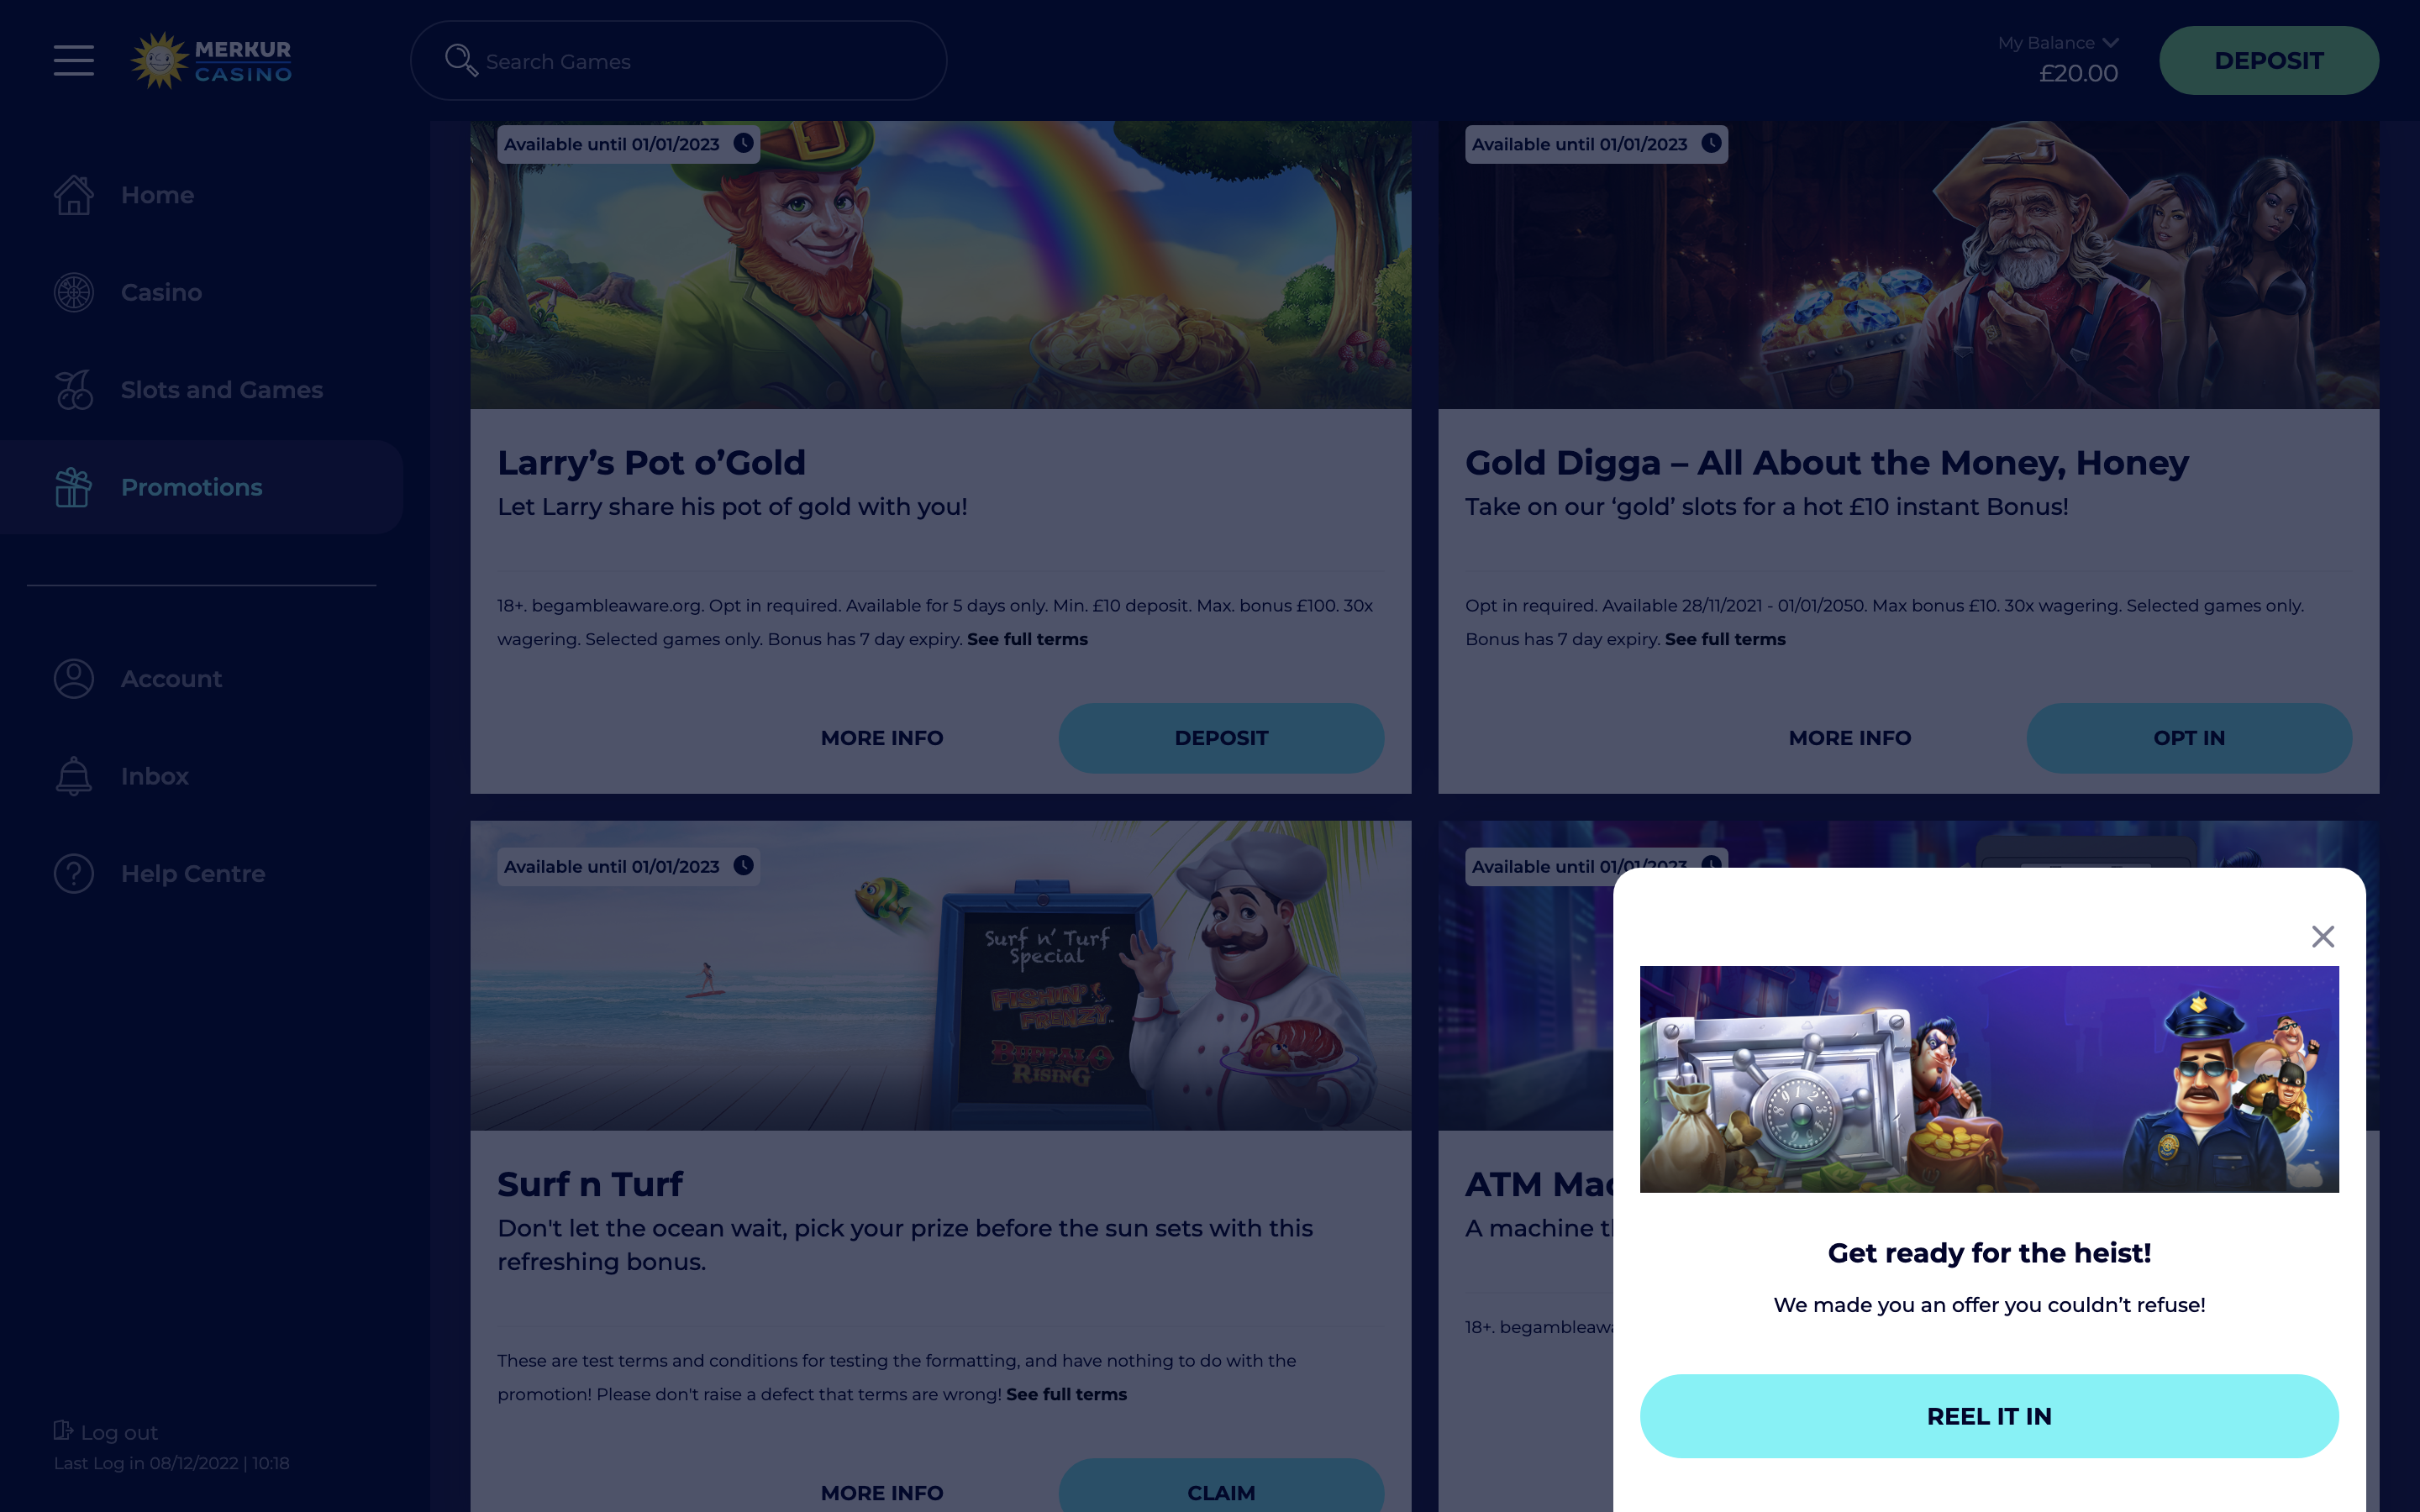 MERKUR
CASINO
Search Games
My Balance
£20.00
DEPOSIT
Home
Casino
Slots and Games
Promotions
Account
Inbox
Help Centre
Log out
Last Log in 08/12/2022 | 10:18
Available until 01/01/2023
Larry’s Pot o’Gold
Let Larry share his pot of gold with you!
18+. begambleaware.org. Opt in required. Available for 5 days only. Min. £10 deposit. Max. bonus £100. 30x
wagering. Selected games only. Bonus has 7 day expiry. See full terms
MORE INFO
DEPOSIT
Available until 01/01/2023
Gold Digga – All About the Money, Honey
Take on our ‘gold’ slots for a hot £10 instant Bonus!
Opt in required. Available 28/11/2021 - 01/01/2050. Max bonus £10. 30x wagering. Selected games only.
Bonus has 7 day expiry. See full terms
MORE INFO
OPT IN
Available until 01/01/2023
Surf n' Turf
Special
FISHIN'
FRENZY
BUFFALO
RISING
Surf n Turf
Don't let the ocean wait, pick your prize before the sun sets with this
refreshing bonus.
These are test terms and conditions for testing the formatting, and have nothing to do with the
promotion! Please don't raise a defect that terms are wrong! See full terms
MORE INFO
CLAIM
Available until 01/01/2023
ATM
A machine
18+.
Get ready for the heist!
We made you an offer you couldn’t refuse!
REEL IT IN